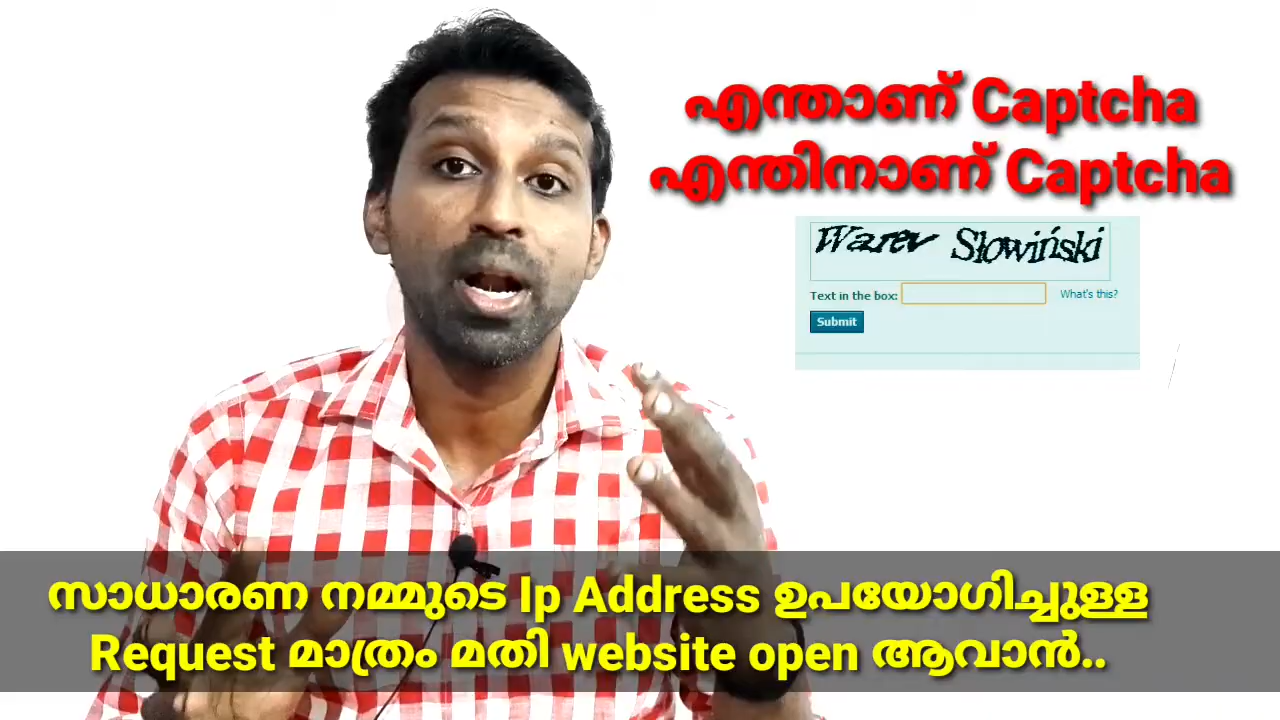 എന്താണ് Captcha
എന്തിനാണ് Captcha
Warev Slowiński
Text in the box:
What's this?
Submit
സാധാരണ നമ്മുടെ Ip Address ഉപയോഗിച്ചുള്ള
Request മാത്രം മതി website open ആവാൻ..